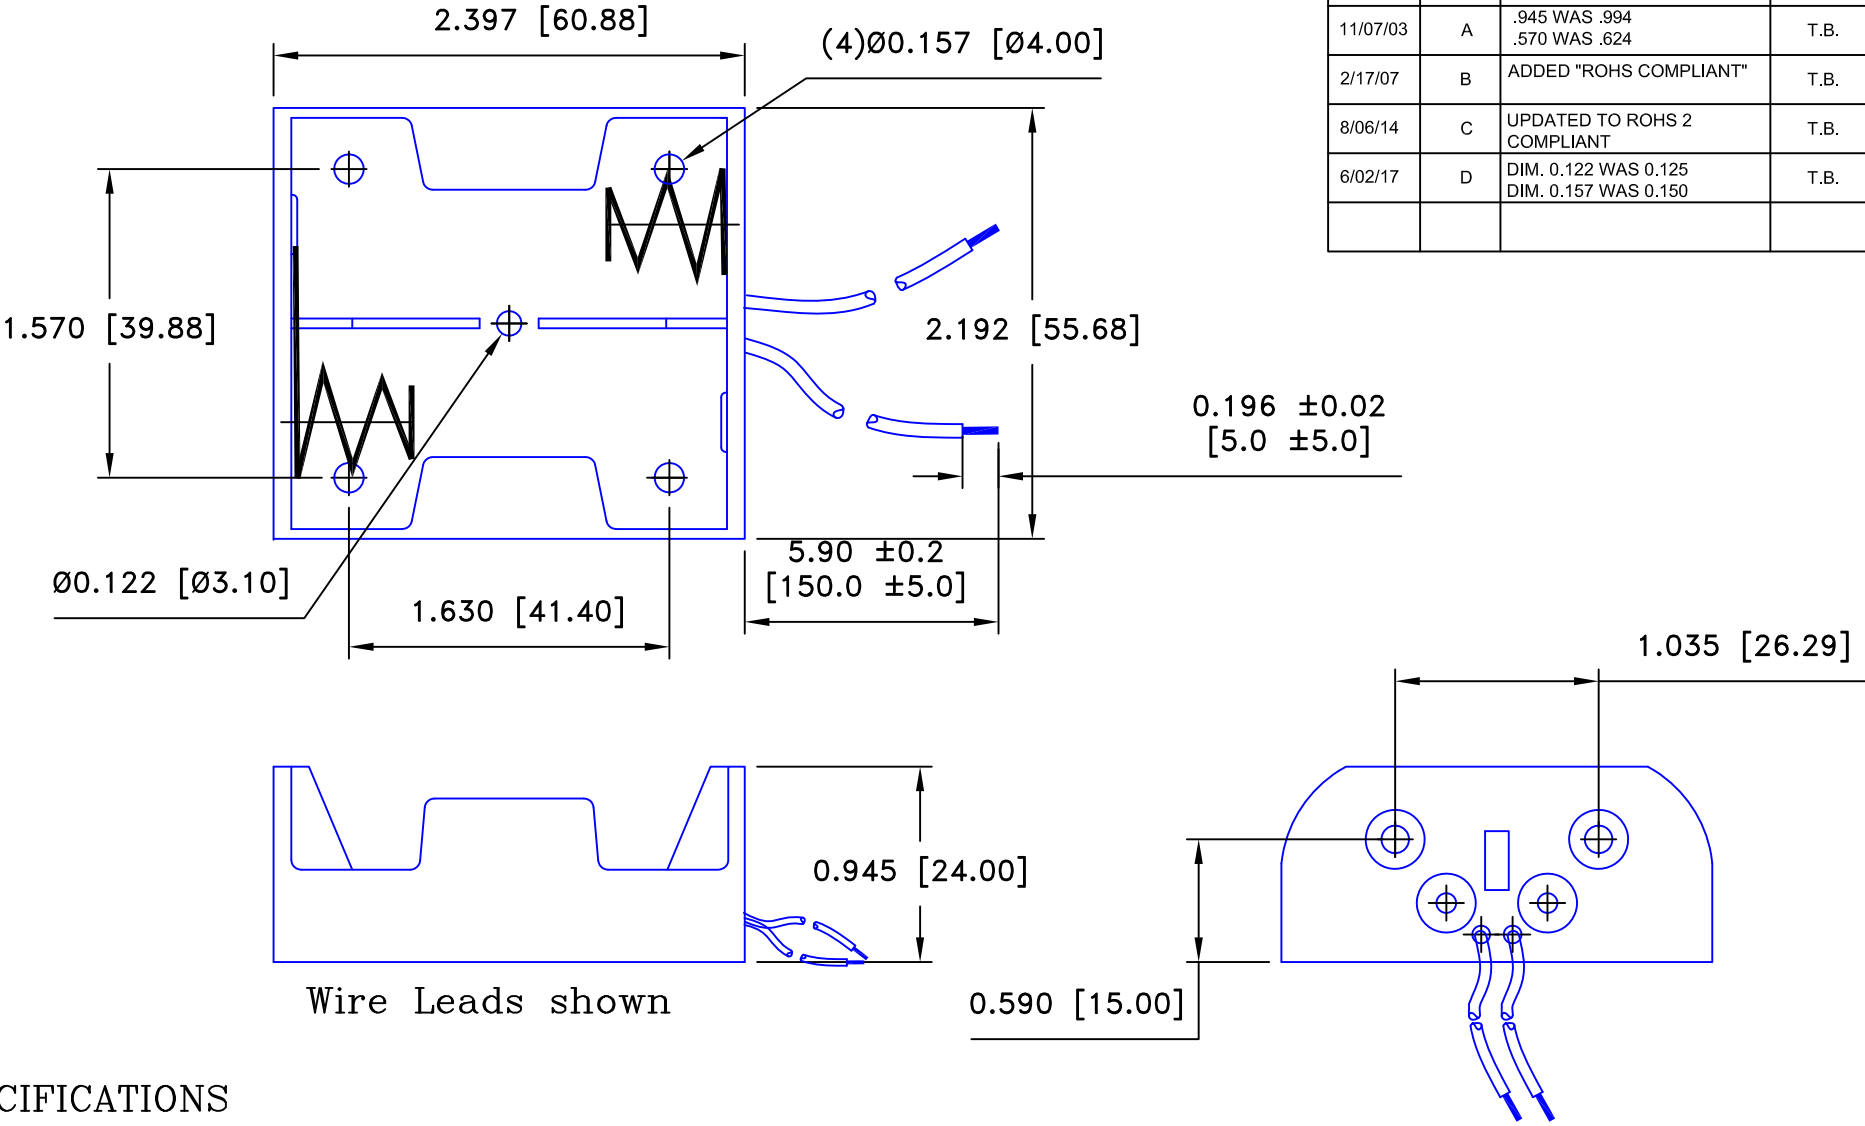 2.397 [60.88]
(4)Ø0.157 [Ø4.00]
11/07/03 A .945 WAS .994 T.B.
.570 WAS .624
2/17/07 B ADDED "ROHS COMPLIANT" T.B.
8/06/14 C UPDATED TO ROHS 2 T.B.
COMPLIANT
6/02/17 D DIM. 0.122 WAS 0.125 T.B.
DIM. 0.157 WAS 0.150
1.570 [39.88]
2.192 [55.68]
0.196 ±0.02
[5.0 ±5.0]
5.90 ±0.2
[150.0 ±5.0]
Ø0.122 [Ø3.10]
1.630 [41.40]
1.035 [26.29]
0.945 [24.00]
0.590 [15.00]
Wire Leads shown
CIFICATIONS